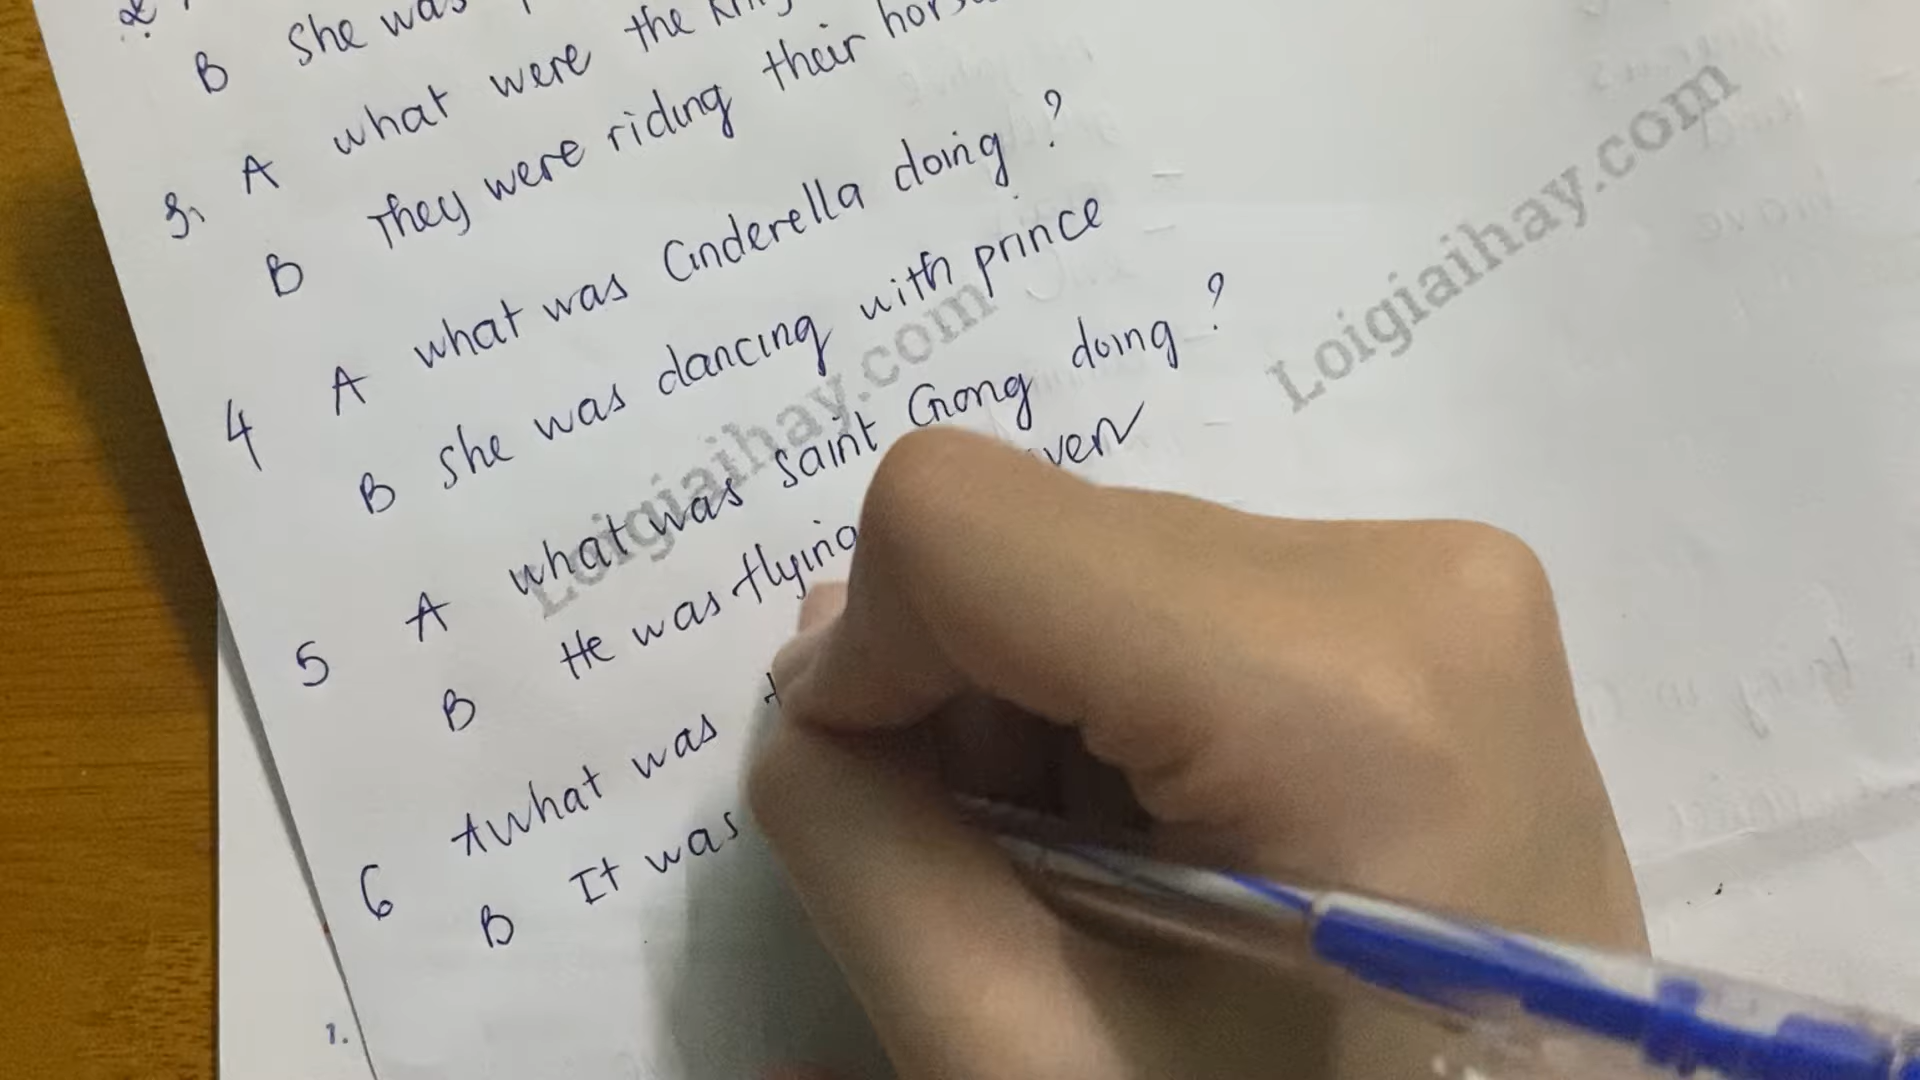 B She was
3. A what were the
B They were riding their
4 A what was Cinderella doing ?
B She was dancing with prince
5 A what was saint Giong doing ?
B He was flying
6 A what was
B It was
1.
Loigiaihay.com
Loigiaihay.com